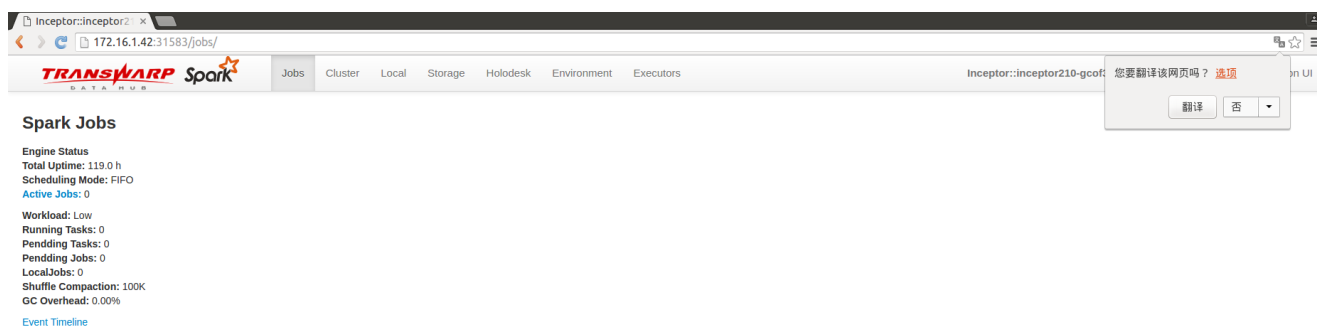 Inceptor::inceptor21
172.16.1.42:31583/jobs/
TRANSWARP Spark Jobs Cluster Local Storage Holodesk Environment Executors
DATA HUB
Inceptor::inceptor210-gcof on UI
您要翻译该网页吗？ 选项
翻译 否
Spark Jobs
Engine Status
Total Uptime: 119.0 h
Scheduling Mode: FIFO
Active Jobs: 0
Workload: Low
Running Tasks: 0
Pendding Tasks: 0
Pendding Jobs: 0
LocalJobs: 0
Shuffle Compaction: 100K
GC Overhead: 0.00%
Event Timeline